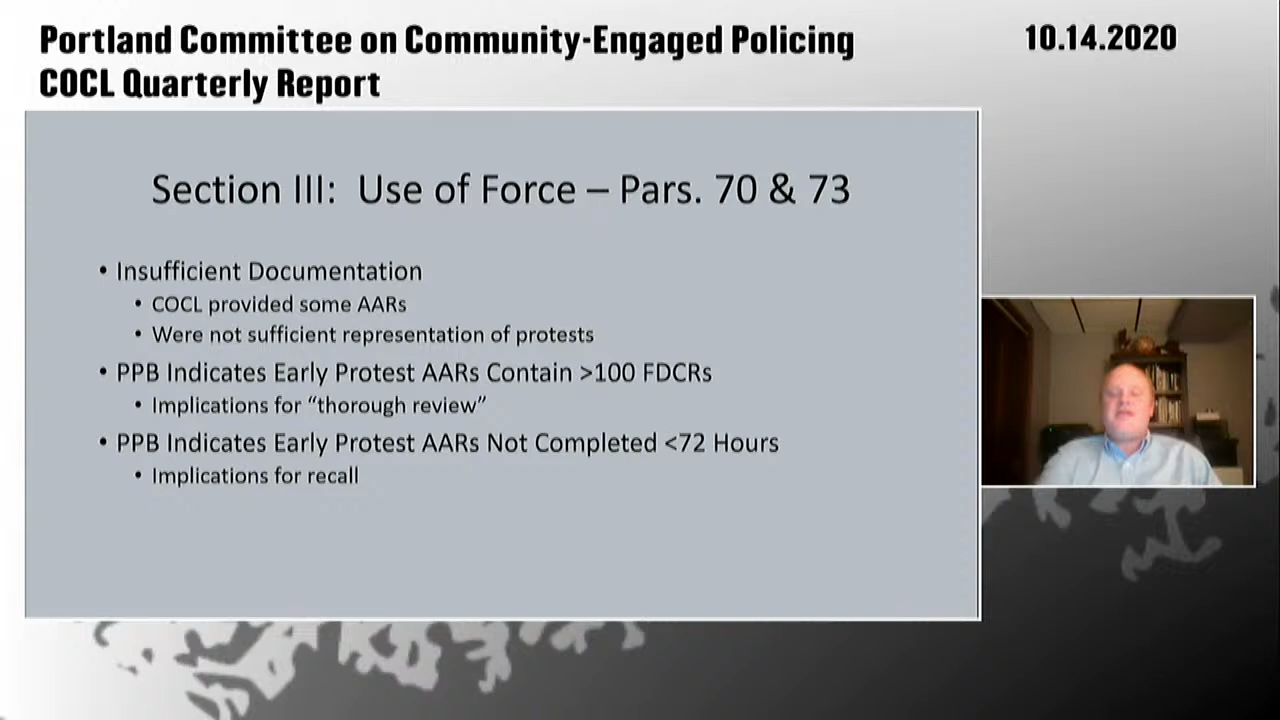 Portland Committee on Community-Engaged Policing
COCL Quarterly Report
10.14.2020
Section III: Use of Force – Pars. 70 & 73
• Insufficient Documentation
• COCL provided some AARs
• Were not sufficient representation of protests
• PPB Indicates Early Protest AARs Contain >100 FDCRs
• Implications for “thorough review”
• PPB Indicates Early Protest AARs Not Completed <72 Hours
• Implications for recall